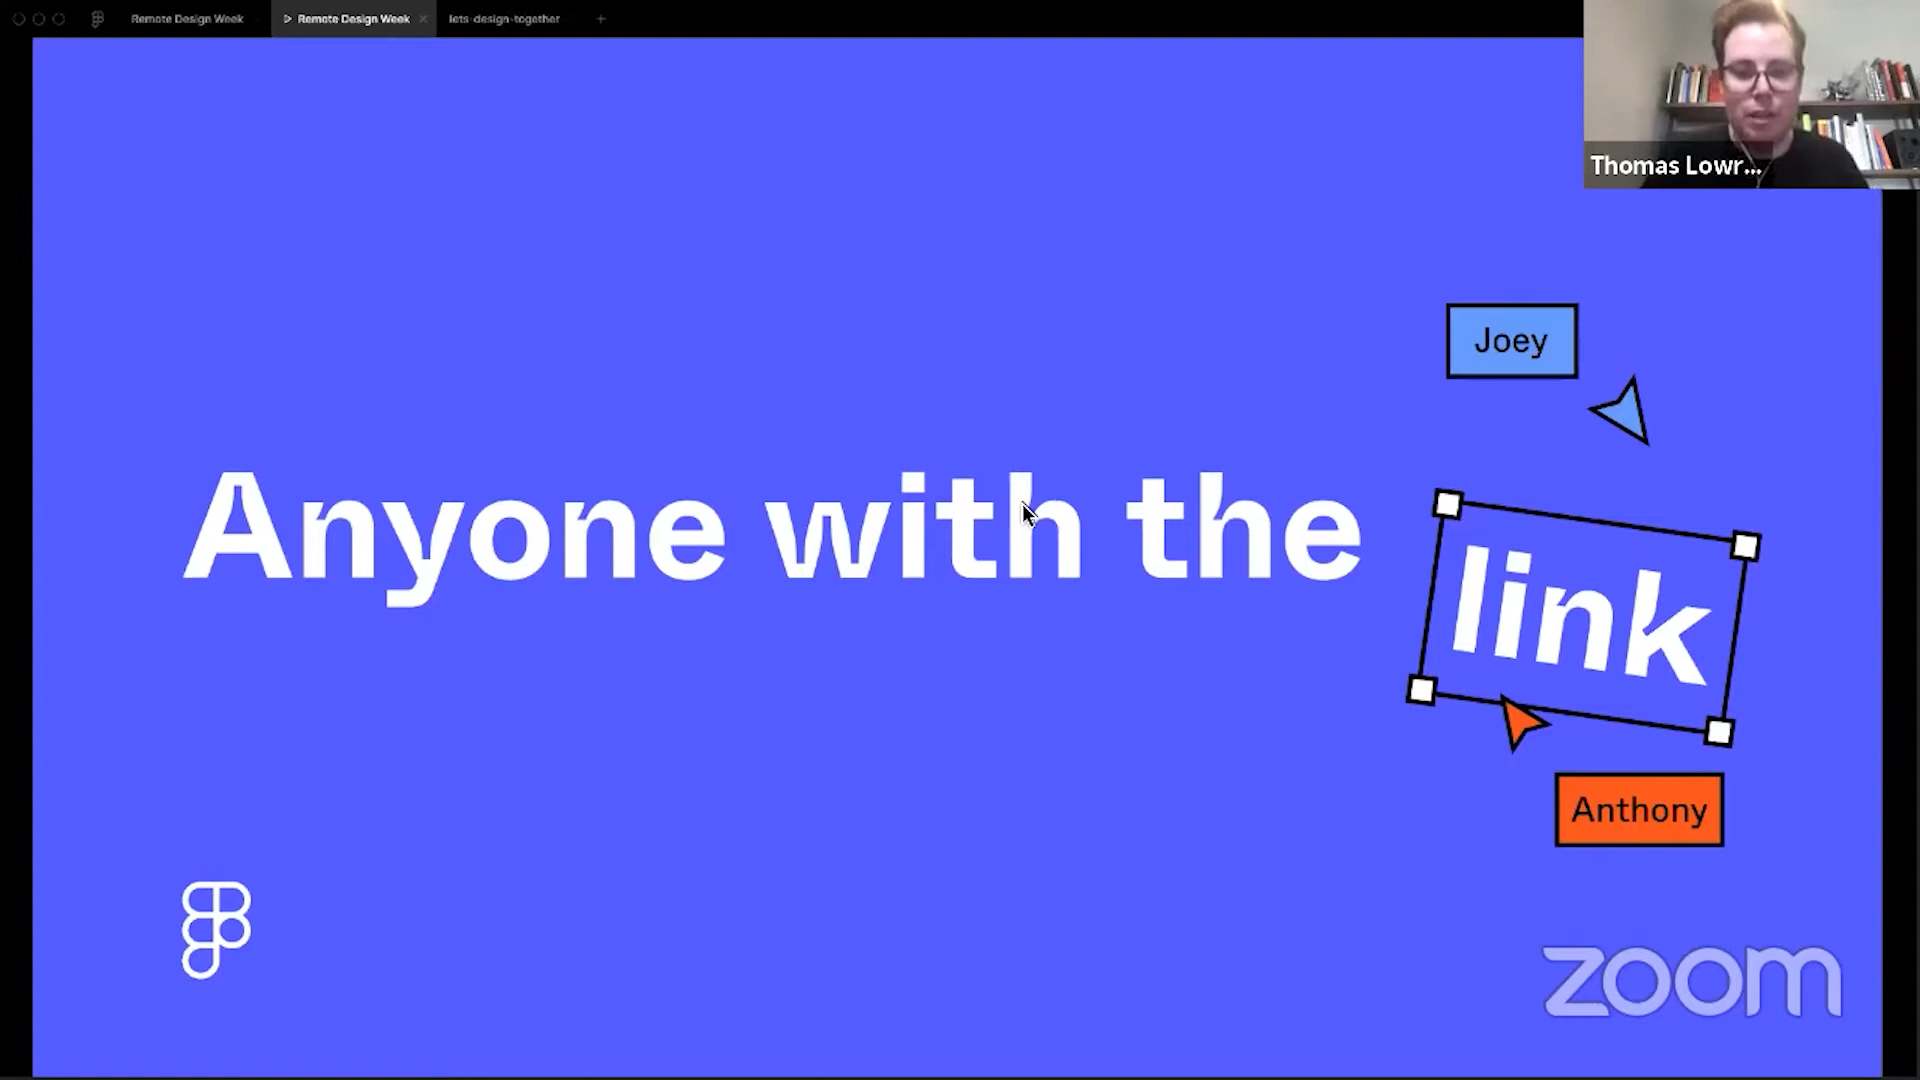 Remote Design Week
Remote Design Week
lets-design-together
Thomas Lowr...
Joey
Anyone with the
link
Anthony
zoom